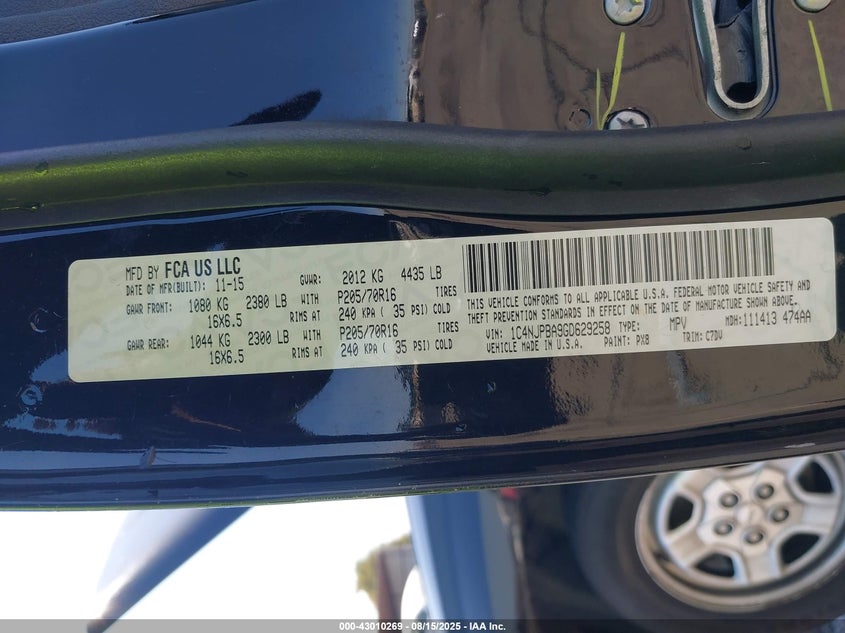 MFD BY FCA US LLC
DATE OF MFR(BUILT): 11-15 GVWR: 2012 KG 4435 LB
GAWR FRONT: 1080 KG 2380 LB WITH P205/70R16 TIRES
16X6.5 RIMS AT 240 KPA ( 35 PSI) COLD
GAWR REAR: 1044 KG 2300 LB WITH P205/70R16 TIRES
16X6.5 RIMS AT 240 KPA ( 35 PSI) COLD
THIS VEHICLE CONFORMS TO ALL APPLICABLE U.S.A. FEDERAL MOTOR VEHICLE SAFETY
AND THEFT PREVENTION STANDARDS IN EFFECT ON THE DATE OF MANUFACTURE SHOWN ABOVE.
VIN: 1C4NJPBA9GD629258 TYPE: MPV MDH:111413 474AA
VEHICLE MADE IN U.S.A. PAINT: PXB TRIM: C7DV
000-43010269 - 08/15/2025 - IAA Inc.